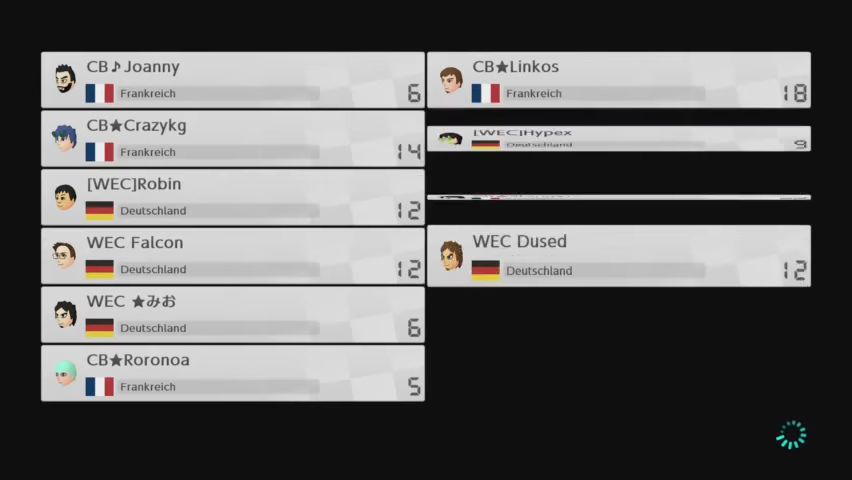 CB♪Joanny
Frankreich
6
CB★Crazykg
Frankreich
14
[WEC]Robin
Deutschland
12
WEC Falcon
Deutschland
12
WEC ★みお
Deutschland
6
CB★Roronoa
Frankreich
5
CB★Linkos
Frankreich
18
[WEC]Hypex
Deutschland
9
WEC Dused
Deutschland
12